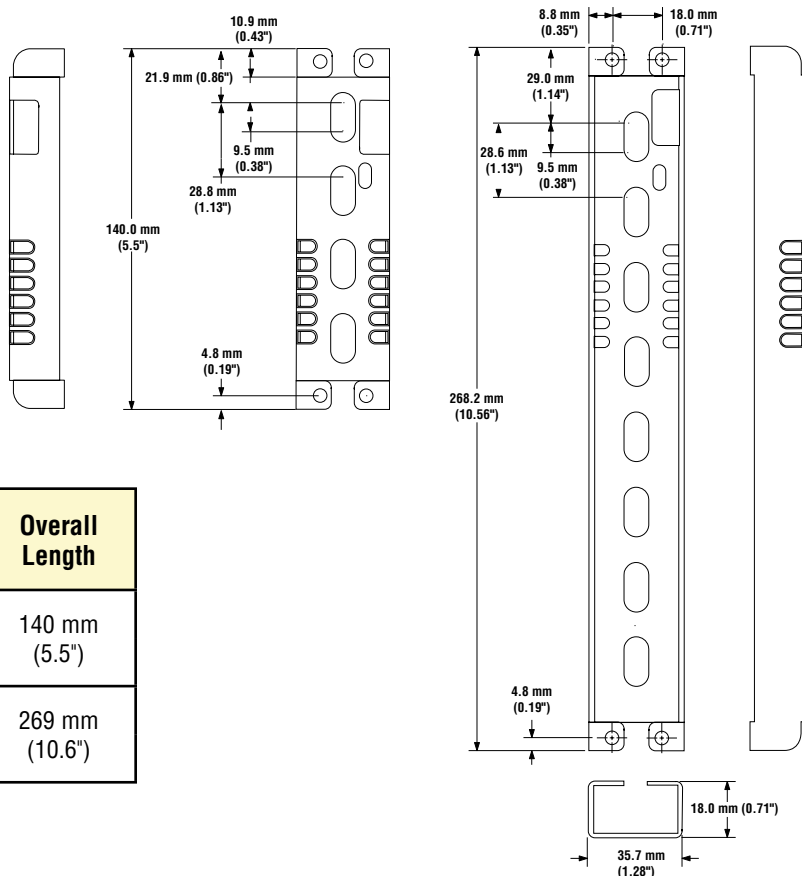 10.9 mm
(0.43")
21.9 mm (0.86")
9.5 mm
(0.38")
28.8 mm
(1.13")
140.0 mm
(5.5")
4.8 mm
(0.19")
8.8 mm
(0.35")
18.0 mm
(0.71")
29.0 mm
(1.14")
28.6 mm
(1.13")
9.5 mm
(0.38")
268.2 mm
(10.56")
4.8 mm
(0.19")
18.0 mm (0.71")
35.7 mm
(1.28")
Overall
Length
140 mm
(5.5")
269 mm
(10.6")